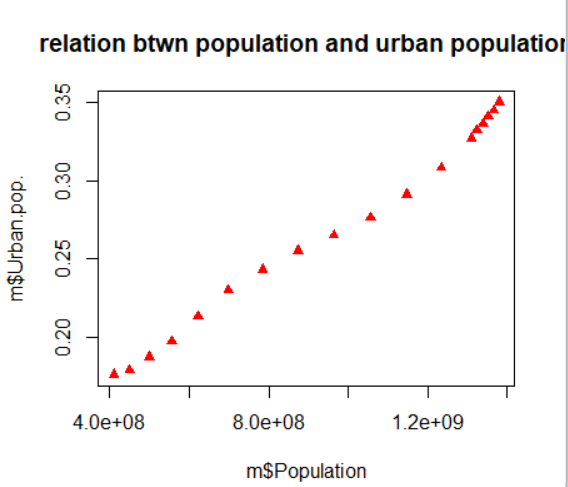 relation btwn population and urban population
0.35
0.30
0.25
0.20
m$Urban.pop.
4.0e+08 8.0e+08 1.2e+09
m$Population